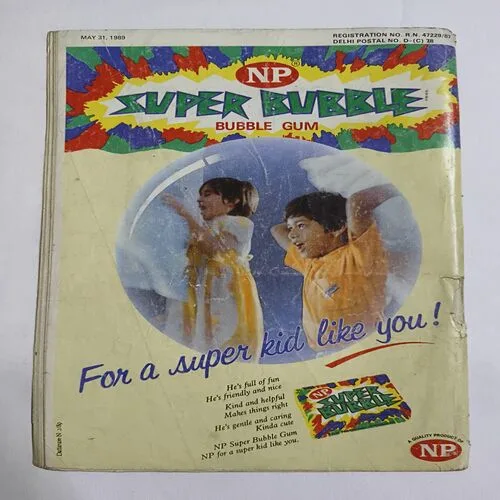 MAY 31, 1989
REGISTRATION NO. R.N. 47229/87
DELHI POSTAL NO. D-(C) 28
NP®
SUPER BUBBLE
BUBBLE GUM
For a super kid like you!
He's full of fun
He's friendly and nice
Kind and helpful
Makes things right
He's gentle and caring
Kinda cute
NP Super Bubble Gum
NP for a super kid like you.
NP
SUPER
BUBBLE
A QUALITY PRODUCT OF
NP